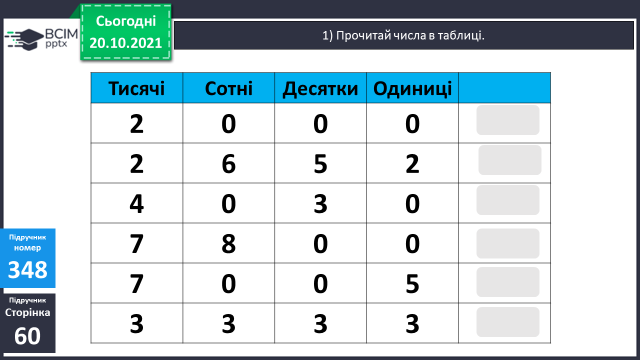 BCIM
pptx
Сьогодні
20.10.2021
1) Прочитай числа в таблиці.
Тисячі Сотні Десятки Одиниці
2 0 0 0
2 6 5 2
4 0 3 0
7 8 0 0
7 0 0 5
3 3 3 3
Підручник
номер
348
Підручник
Сторінка
60